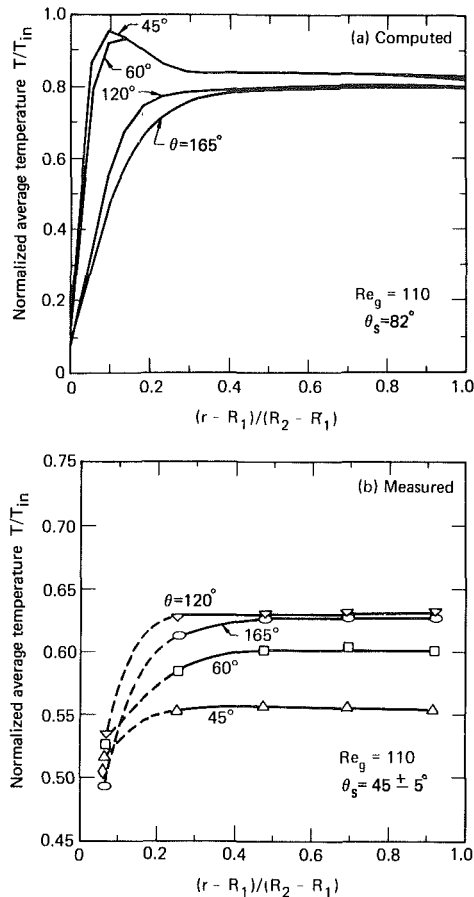 (a) Computed
Normalized average temperature T/T_in
1.0
0.8
0.6
0.4
0.2
0
45°
60°
120°
θ=165°
Re_g = 110
θ_s=82°
0
0.2
0.4
0.6
0.8
1.0
(r - R_1)/(R_2 - R_1)
(b) Measured
Normalized average temperature T/T_in
0.70
0.65
0.60
0.55
0.50
0.45
θ=120°
165°
60°
45°
Re_g = 110
θ_s = 45 ± 5°
0
0.2
0.4
0.6
0.8
1.0
(r - R_1)/(R_2 - R_1)